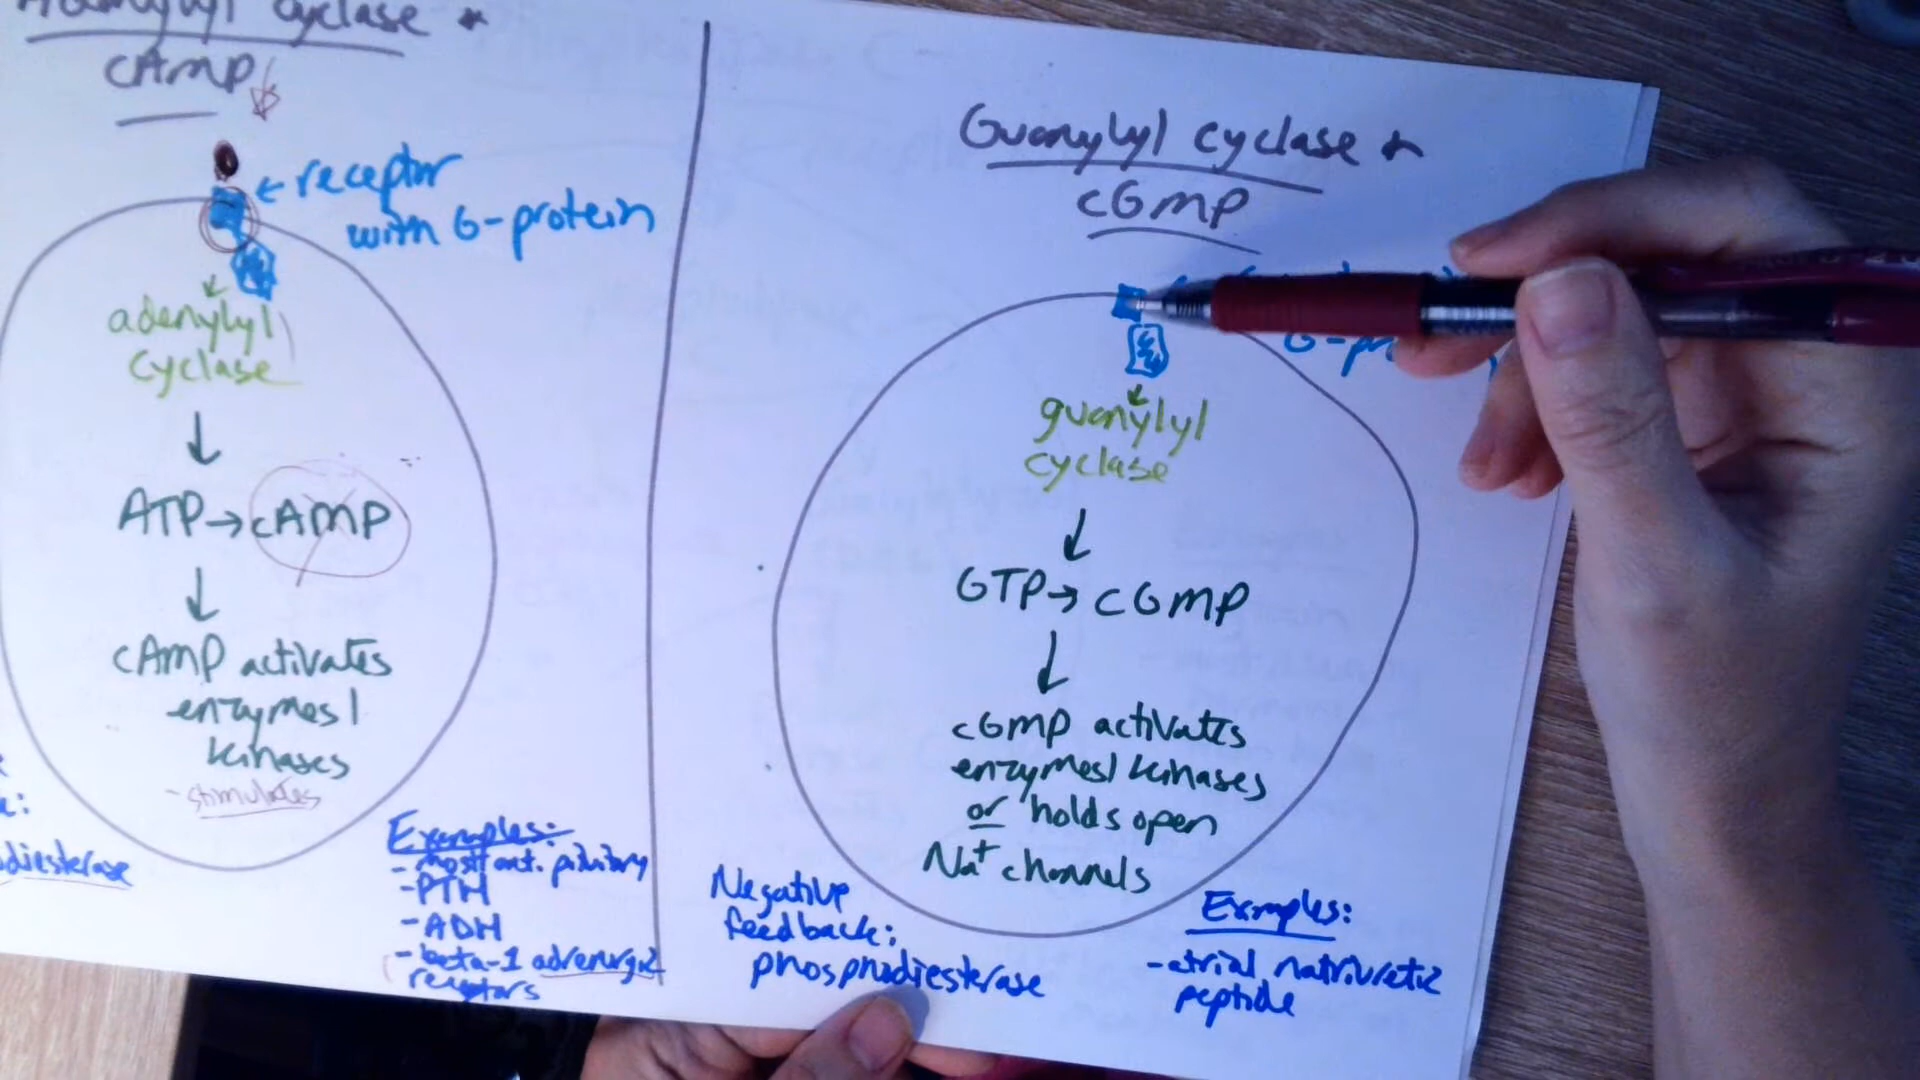 Adenylyl cyclase +
cAMP
← receptor
with G-protein
adenylyl
cyclase
↓
ATP→cAMP
↓
cAMP activates
enzymes/
kinases
-stimulates
Examples:
-most ant. pituitary
-PTH
-ADH
-beta-1 adrenergic
receptors
Guanylyl cyclase +
cGMP
guanylyl
cyclase
↓
GTP→cGMP
↓
cGMP activates
enzymes/kinases
or holds open
Na+ channels
Negative
feedback:
phosphodiesterase
Examples:
-atrial natriuretic
peptide